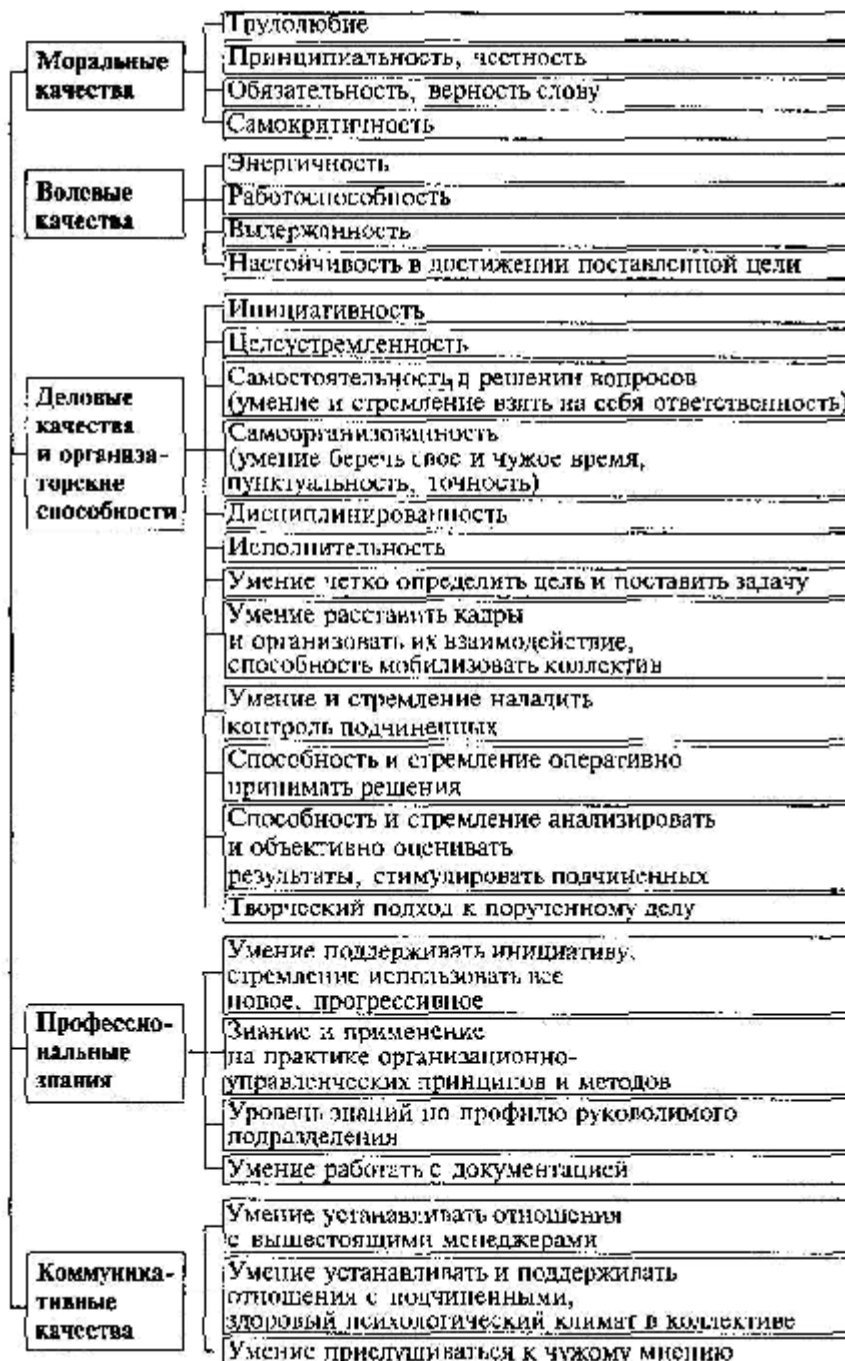 Моральные
качества
Трудолюбие
Принципиальность, честность
Обязательность, верность слову
Самокритичность
Волевые
качества
Энергичность
Работоспособность
Выдержанность
Настойчивость в достижении поставленной цели
Деловые
качества
и организа-
торские
способности
Инициативность
Целеустремленность
Самостоятельность в решении вопросов
(умение и стремление взять на себя ответственность)
Самоорганизованность
(умение беречь свое и чужое время,
пунктуальность, точность)
Дисциплинированность
Исполнительность
Умение четко определить цель и поставить задачу
Умение расставить кадры
и организовать их взаимодействие,
способность мобилизовать коллектив
Умение и стремление наладить
контроль подчиненных
Способность и стремление оперативно
принимать решения
Способность и стремление анализировать
и объективно оценивать
результаты, стимулировать подчиненных
Творческий подход к порученному делу
Профессио-
нальные
знания
Умение поддерживать инициативу,
стремление использовать все
новое, прогрессивное
Знание и применение
на практике организационно-
управленческих принципов и методов
Уровень знаний по профилю руководимого
подразделения
Умение работать с документацией
Коммуника-
тивные
качества
Умение устанавливать отношения
с вышестоящими менеджерами
Умение устанавливать и поддерживать
отношения с подчиненными,
здоровый психологический климат в коллективе
Умение прислушиваться к чужому мнению